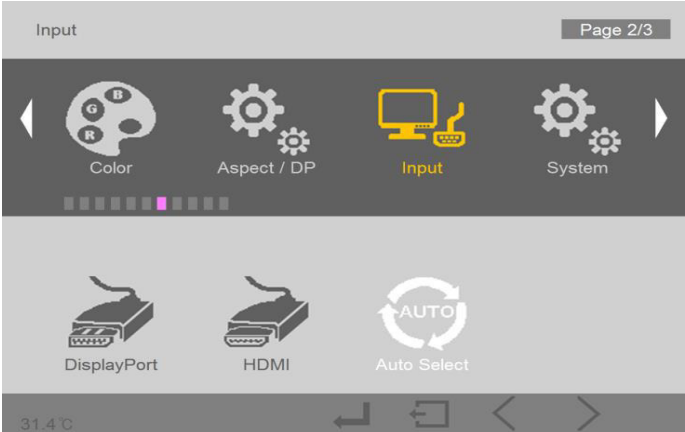 Input
Page 2/3
B
G
R
Color
Aspect / DP
Input
System
AUTO
DisplayPort
HDMI
Auto Select
31.4℃